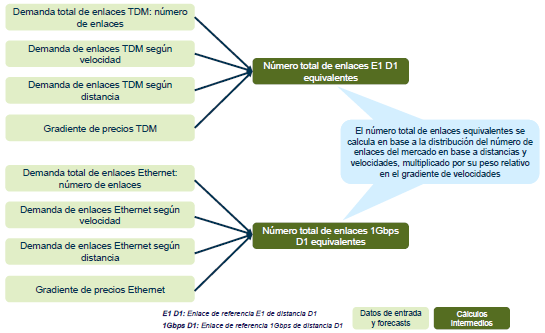 Demanda total de enlaces TDM: número
de enlaces
Demanda de enlaces TDM según
velocidad
Demanda de enlaces TDM según
distancia
Gradiente de precios TDM
Número total de enlaces E1 D1
equivalentes
El número total de enlaces equivalentes se
calcula en base a la distribución del número de
enlaces del mercado en base a distancias y
velocidades, multiplicado por su peso relativo
en el gradiente de velocidades
Demanda total de enlaces Ethernet:
número de enlaces
Demanda de enlaces Ethernet según
velocidad
Demanda de enlaces Ethernet según
distancia
Gradiente de precios Ethernet
Número total de enlaces 1Gbps
D1 equivalentes
E1 D1: Enlace de referencia E1 de distancia D1
1Gbps D1: Enlace de referencia 1Gbps de distancia D1
Datos de entrada
y forecasts
Cálculos
Intermedios